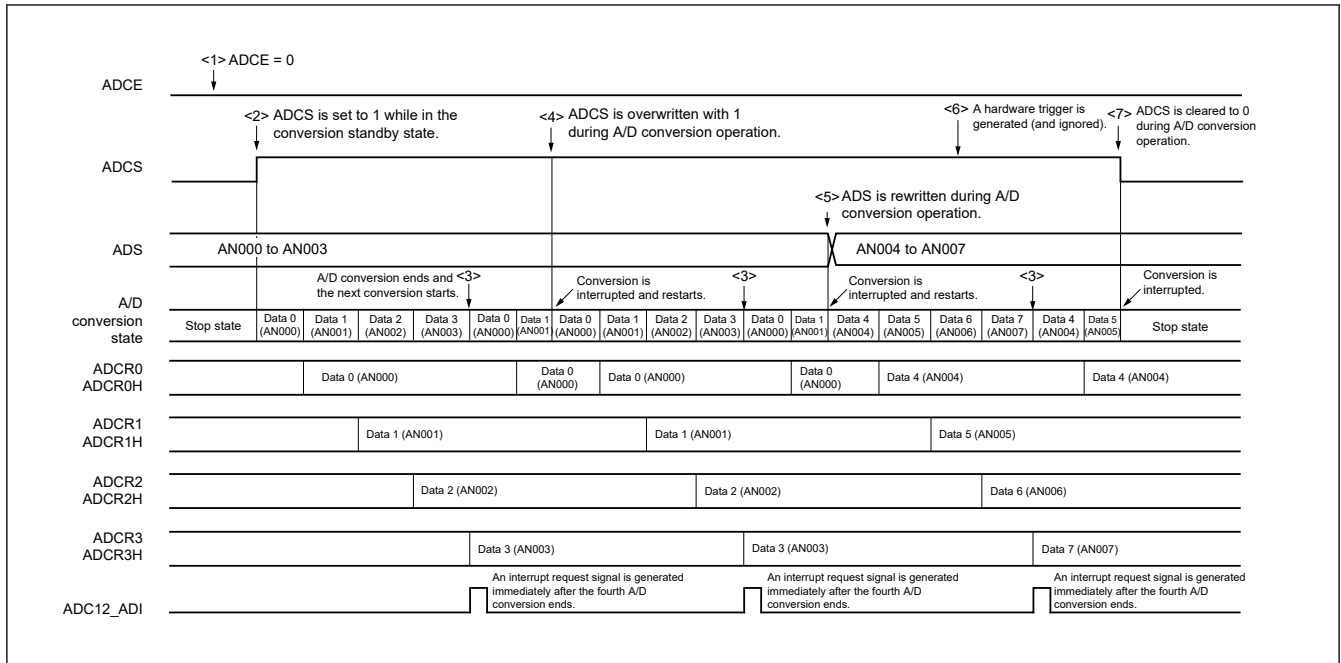 <1> ADCE = 0
ADCE
<2> ADCS is set to 1 while in the
conversion standby state.
<4> ADCS is overwritten with 1
during A/D conversion operation.
<6> A hardware trigger is
generated (and ignored).
<7> ADCS is cleared to 0
during A/D conversion
operation.
ADCS
<5> ADS is rewritten during A/D
conversion operation.
ADS
AN000 to AN003
AN004 to AN007
A/D conversion ends and <3>
the next conversion starts.
Conversion is
interrupted and restarts.
<3>
Conversion is
interrupted and restarts.
<3>
Conversion is
interrupted.
A/D
conversion
state
Stop state
Data 0
(AN000)
Data 1
(AN001)
Data 2
(AN002)
Data 3
(AN003)
Data 0
(AN000)
Data 1
(AN001)
Data 0
(AN000)
Data 1
(AN001)
Data 2
(AN002)
Data 3
(AN003)
Data 0
(AN000)
Data 1
(AN001)
Data 4
(AN004)
Data 5
(AN005)
Data 6
(AN006)
Data 7
(AN007)
Data 4
(AN004)
Data 5
(AN005)
Stop state
ADCR0
ADCR0H
Data 0 (AN000)
Data 0
(AN000)
Data 0 (AN000)
Data 0
(AN000)
Data 4 (AN004)
Data 4 (AN004)
ADCR1
ADCR1H
Data 1 (AN001)
Data 1 (AN001)
Data 5 (AN005)
ADCR2
ADCR2H
Data 2 (AN002)
Data 2 (AN002)
Data 6 (AN006)
ADCR3
ADCR3H
Data 3 (AN003)
Data 3 (AN003)
Data 7 (AN007)
ADC12_ADI
An interrupt request signal is generated
immediately after the fourth A/D
conversion ends.
An interrupt request signal is generated
immediately after the fourth A/D
conversion ends.
An interrupt request signal is generated
immediately after the fourth A/D
conversion ends.